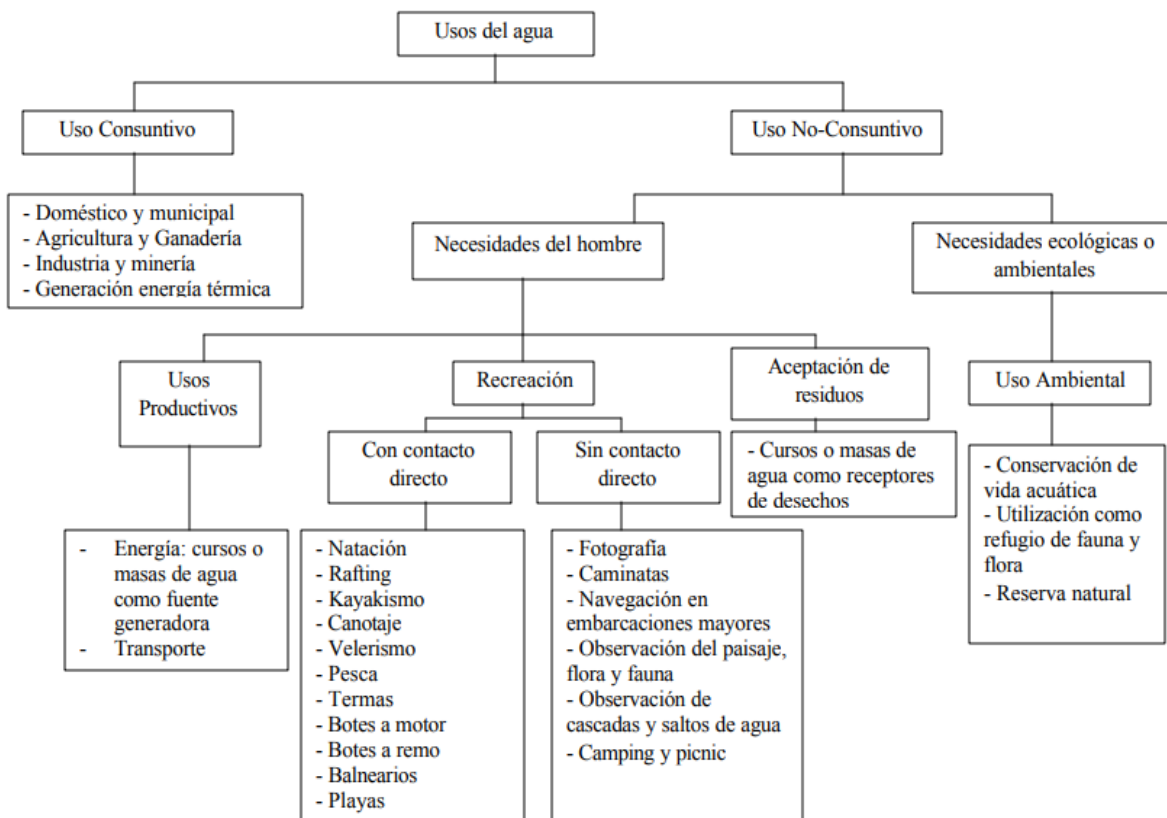 Usos del agua
Uso Consuntivo
Uso No-Consuntivo
- Doméstico y municipal
- Agricultura y Ganadería
- Industria y minería
- Generación energía térmica
Necesidades del hombre
Necesidades ecológicas o
ambientales
Usos
Productivos
Recreación
Aceptación de
residuos
Uso Ambiental
Con contacto
directo
Sin contacto
directo
- Cursos o masas de
agua como receptores
de desechos
- Conservación de
vida acuática
- Utilización como
refugio de fauna y
flora
- Reserva natural
- Energía: cursos o
masas de agua
como fuente
generadora
- Transporte
- Natación
- Rafting
- Kayakismo
- Canotaje
- Velerismo
- Pesca
- Termas
- Botes a motor
- Botes a remo
- Balnearios
- Playas
- Fotografía
- Caminatas
- Navegación en
embarcaciones mayores
- Observación del paisaje,
flora y fauna
- Observación de
cascadas y saltos de agua
- Camping y picnic